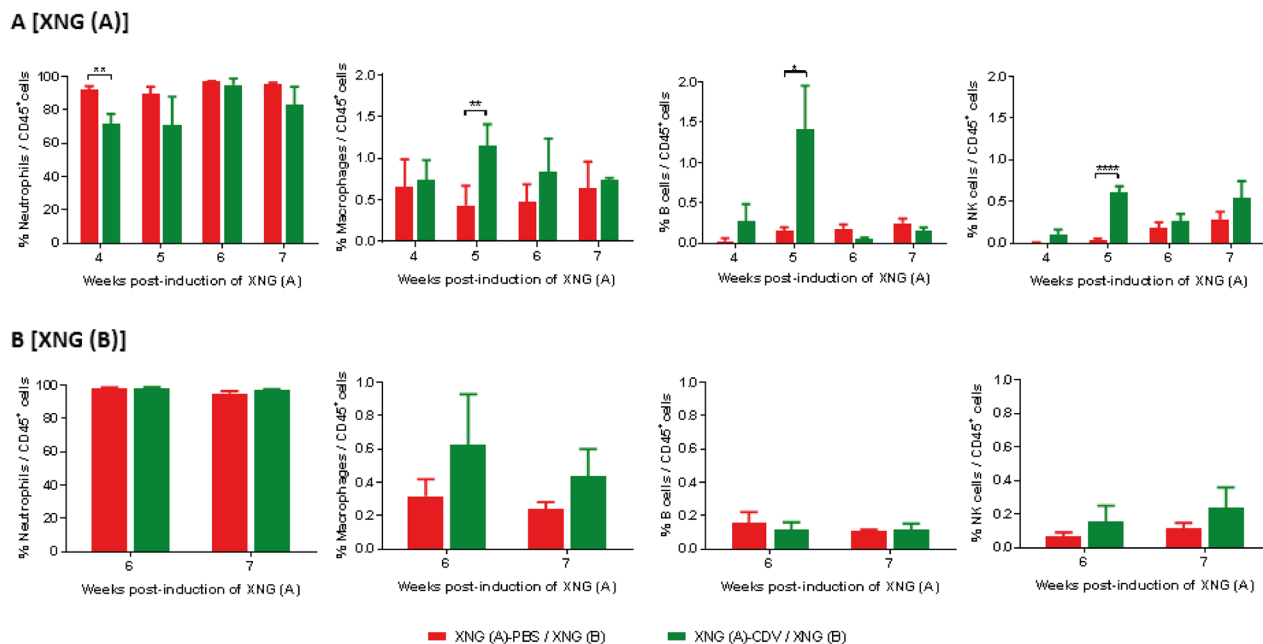 A [XNG (A)]
% Neutrophils / CD45⁺ cells
100
80
60
40
20
0
**
4 5 6 7
Weeks post-induction of XNG (A)
% Macrophages / CD45⁺ cells
2.0
1.5
1.0
0.5
0.0
**
4 5 6 7
Weeks post-induction of XNG (A)
% B cells / CD45⁺ cells
2.0
1.5
1.0
0.5
0.0
*
4 5 6 7
Weeks post-induction of XNG (A)
% NK cells / CD45⁺ cells
2.0
1.5
1.0
0.5
0.0
****
4 5 6 7
Weeks post-induction of XNG (A)
B [XNG (B)]
% Neutrophils / CD45⁺ cells
100
80
60
40
20
0
6 7
Weeks post-induction of XNG (A)
% Macrophages / CD45⁺ cells
1.0
0.8
0.6
0.4
0.2
0.0
6 7
Weeks post-induction of XNG (A)
% B cells / CD45⁺ cells
1.0
0.8
0.6
0.4
0.2
0.0
6 7
Weeks post-induction of XNG (A)
% NK cells / CD45⁺ cells
1.0
0.8
0.6
0.4
0.2
0.0
6 7
Weeks post-induction of XNG (A)
XNG (A)-PBS / XNG (B) XNG (A)-CDV / XNG (B)